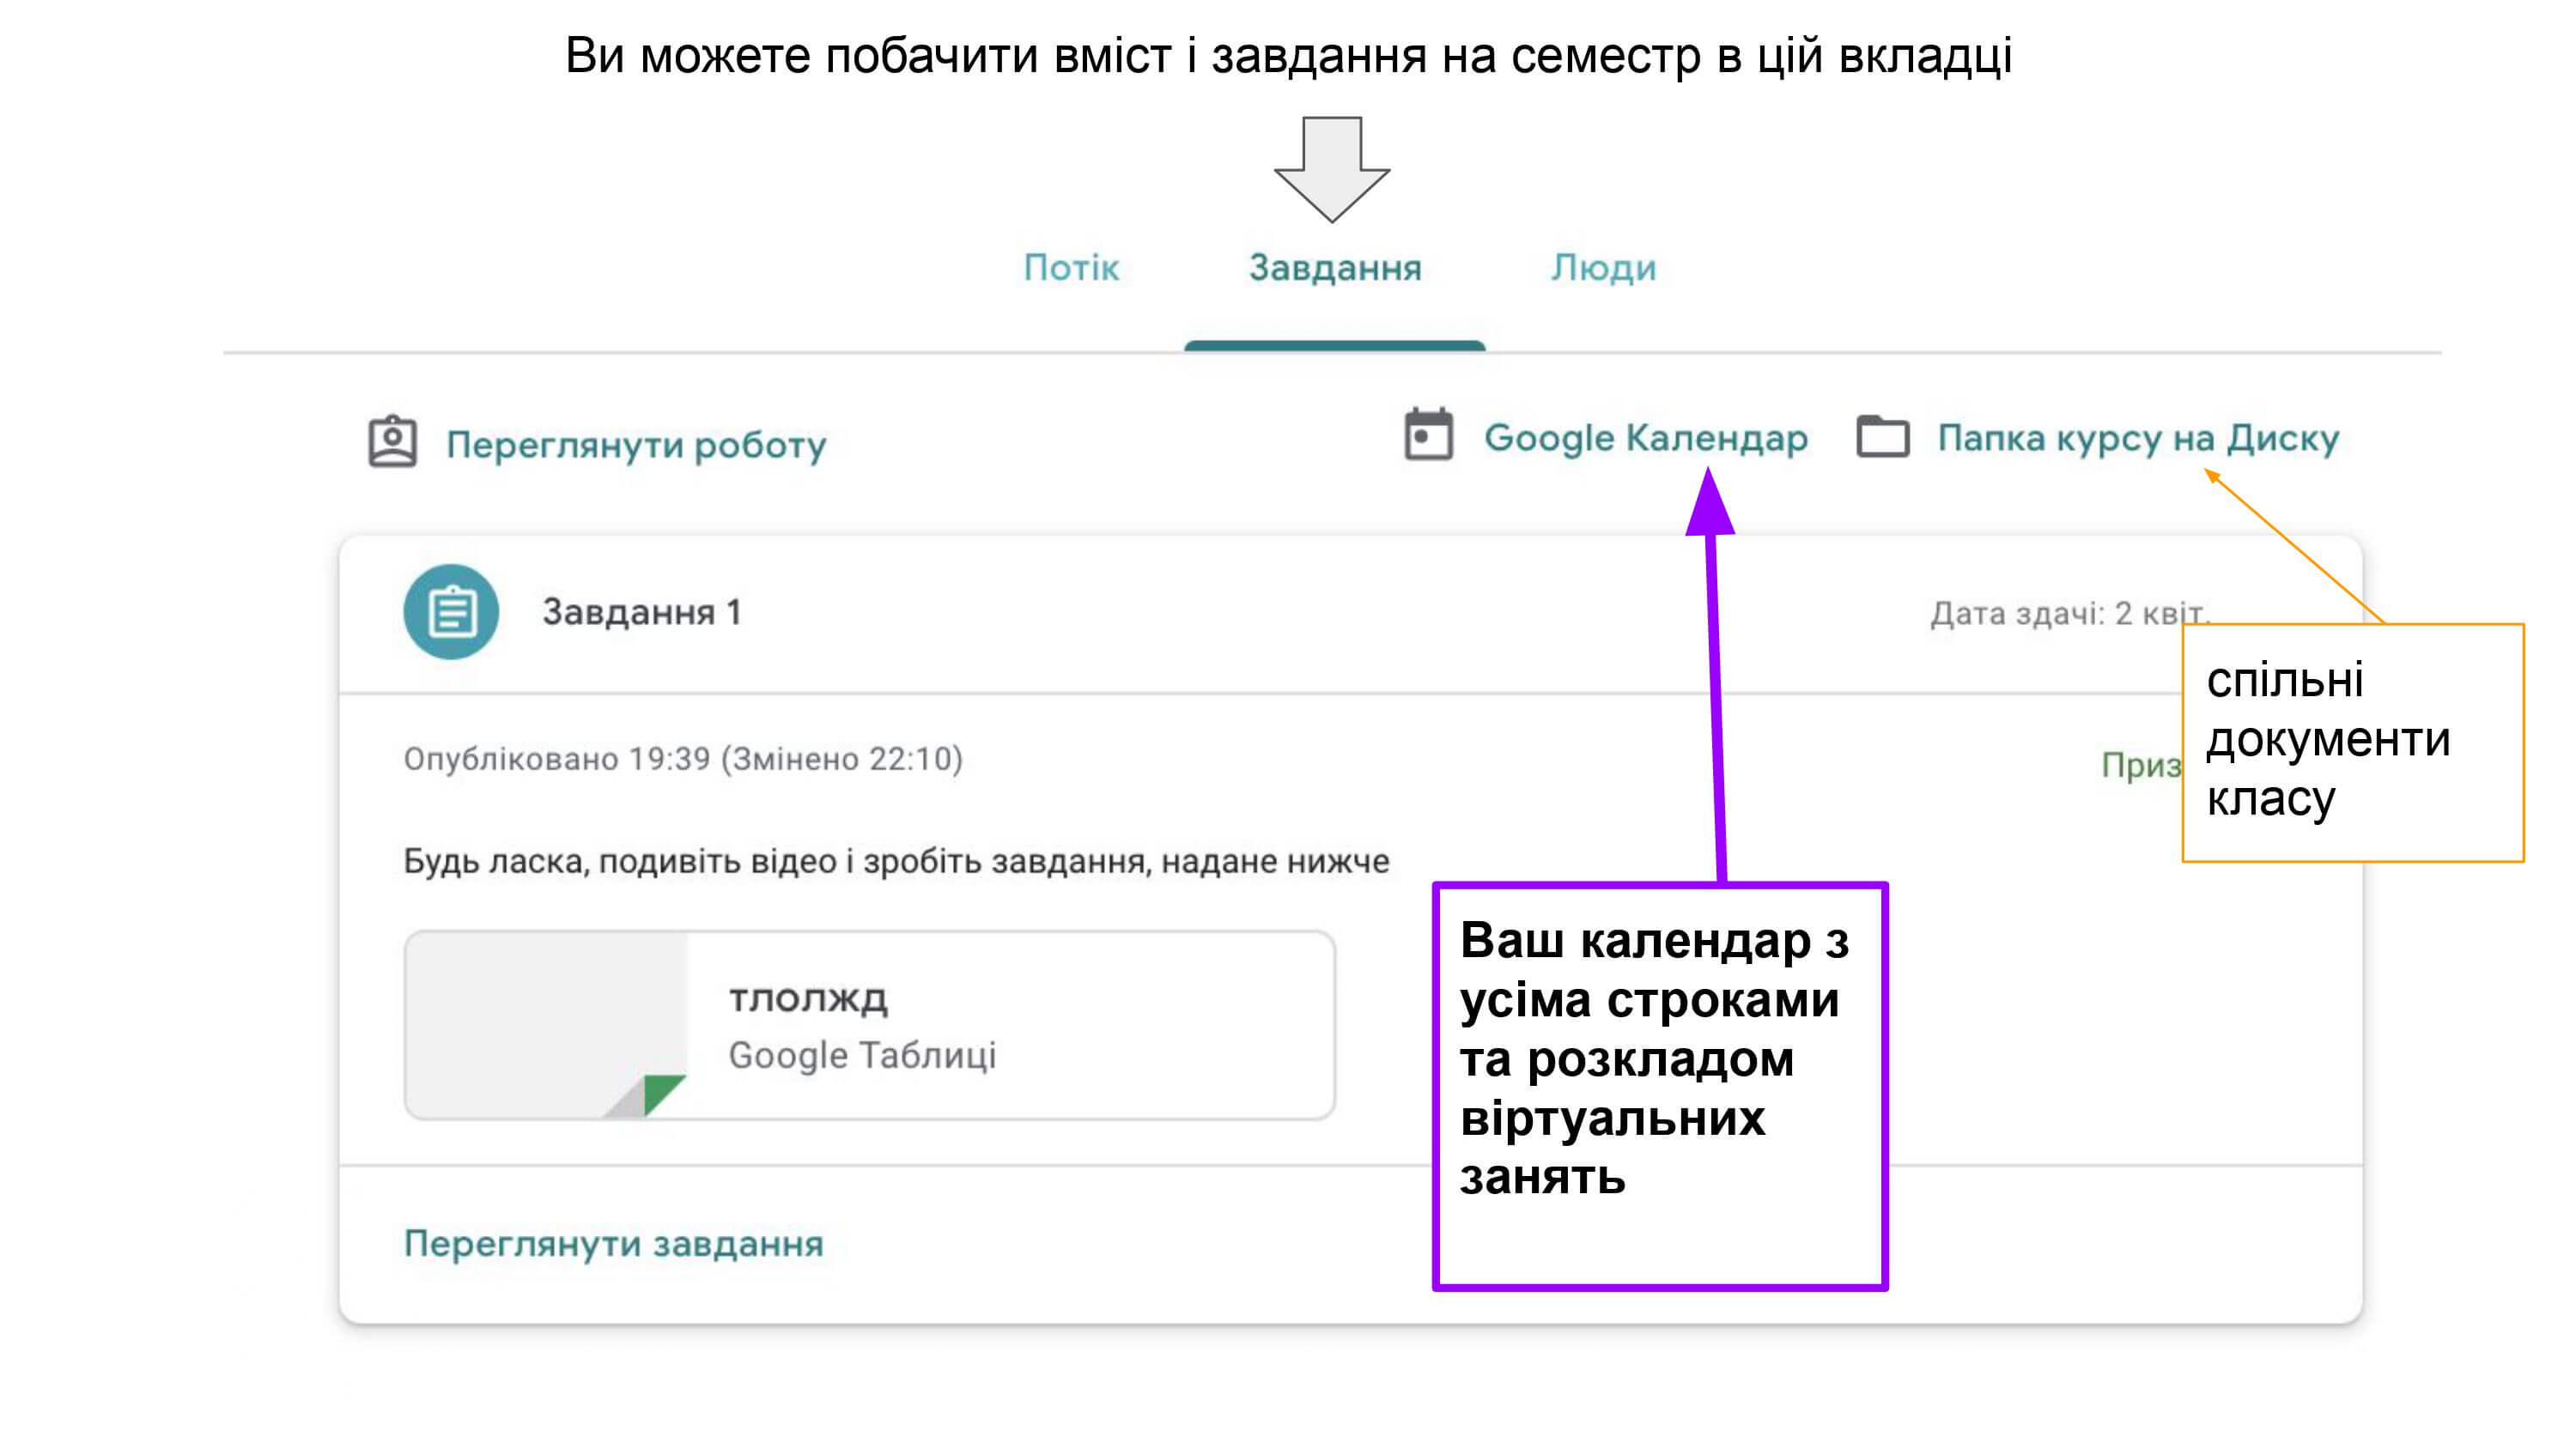 Ви можете побачити вміст і завдання на семестр в цій вкладці
Потік
Завдання
Люди
Переглянути роботу
Google Календар
Папка курсу на Диску
Завдання 1
Дата здачі: 2 квіт.
спільні
документи
класу
Опубліковано 19:39 (Змінено 22:10)
Будь ласка, подивіть відео і зробіть завдання, надане нижче
тлолжд
Google Таблиці
Ваш календар з
усіма строками
та розкладом
віртуальних
занять
Переглянути завдання